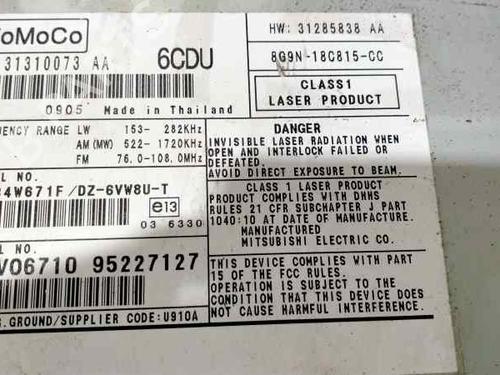 oMoCo
31310073 AA
6CDU
HW: 31285838 AA
8G9N-18C815-CC
CLASS1
LASER PRODUCT
0905 Made in Thailand
UENCY RANGE LW 153- 282KHz
AM(MW) 522- 1720KHz
FM 76.0-108.0MHz
4W671F/DZ-6VW8U-T
e13
03 6330
L NO.
V06710 95227127
.GROUND/SUPPLIER CODE:U910A
DANGER
INVISIBLE LASER RADIATION WHEN
OPEN AND INTERLOCK FAILED OR
DEFEATED.
AVOID DIRECT EXPOSURE TO BEAM.
CLASS 1 LASER PRODUCT
PRODUCT COMPLIES WITH DHHS
RULES 21 CFR SUBCHAPTER J PART
1040:10 AT DATE OF MANUFACTURE.
MANUFACTURED
MITSUBISHI ELECTRIC CO.
THIS DEVICE COMPLIES WITH PART
15 OF THE FCC RULES.
OPERATION IS SUBJECT TO THE
CONDITION THAT THIS DEVICE DOES
NOT CAUSE HARMFUL INTERFERENCE.